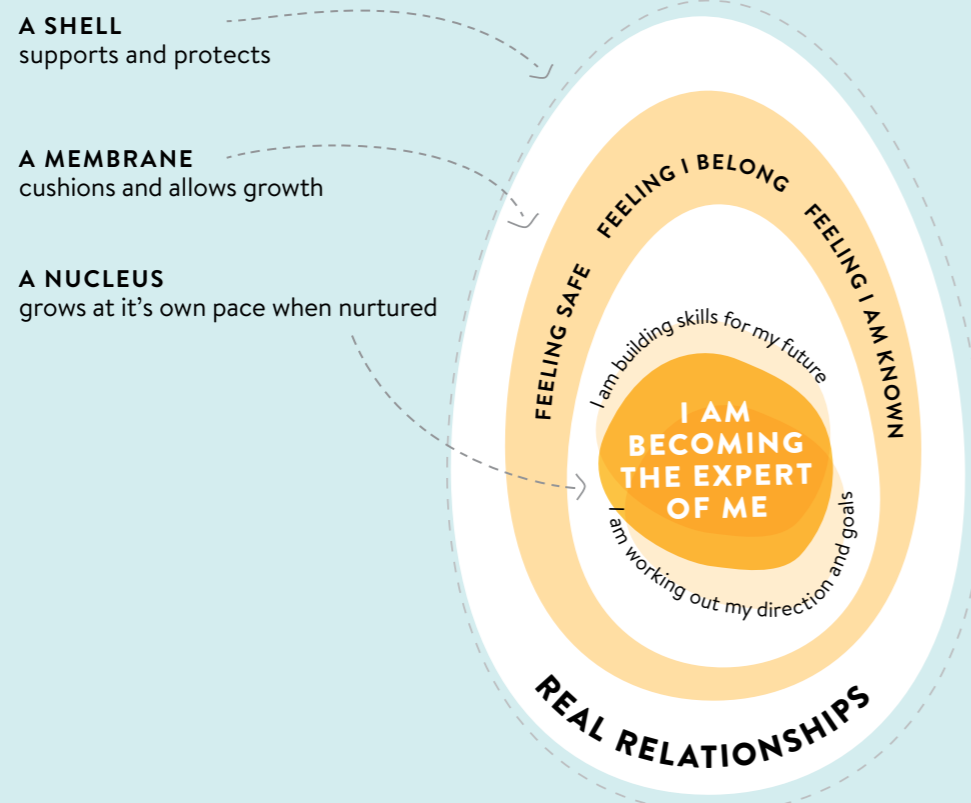 A SHELL
supports and protects
A MEMBRANE
cushions and allows growth
A NUCLEUS
grows at it’s own pace when nurtured
FEELING SAFE
FEELING I BELONG
FEELING I AM KNOWN
I am building skills for my future
I AM
BECOMING
THE EXPERT
OF ME
I am working out my direction and goals
REAL RELATIONSHIPS